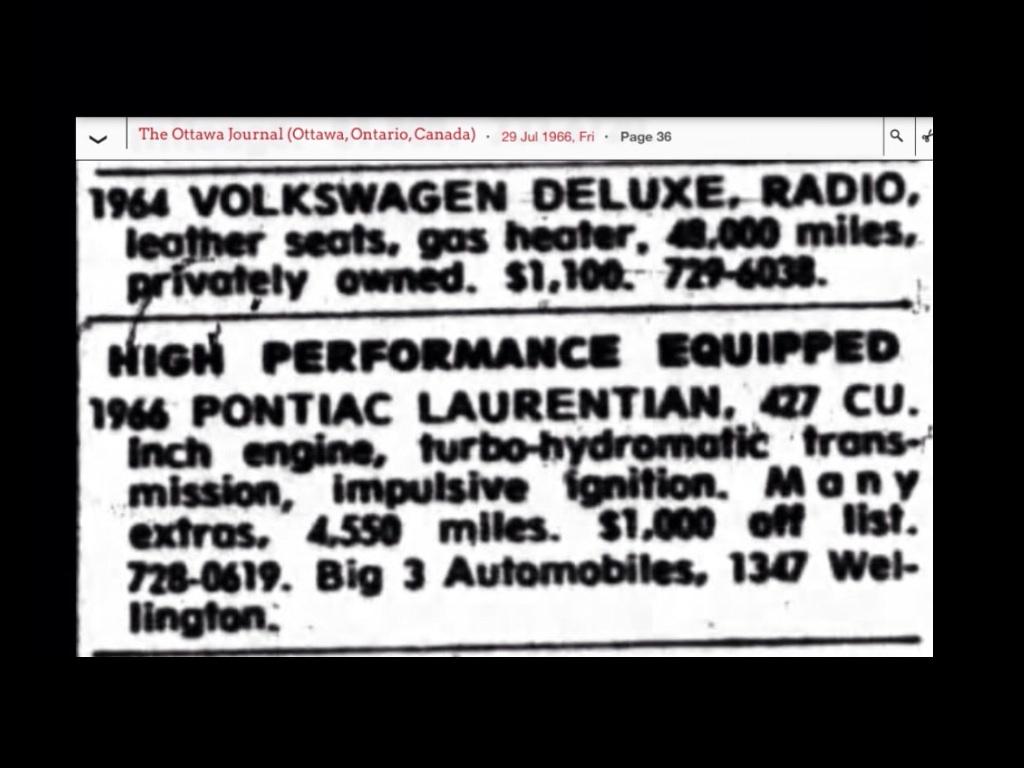 The Ottawa Journal (Ottawa, Ontario, Canada) · 29 Jul 1966, Fri · Page 36
1964 VOLKSWAGEN DELUXE, RADIO,
leather seats, gas heater, 48,000 miles,
privately owned. $1,100. 729-6038.
HIGH PERFORMANCE EQUIPPED
1966 PONTIAC LAURENTIAN, 427 CU.
inch engine, turbo-hydromatic trans-
mission, impulsive ignition. Many
extras, 4,550 miles. $1,000 off list.
728-0619. Big 3 Automobiles, 1347 Wel-
lington.